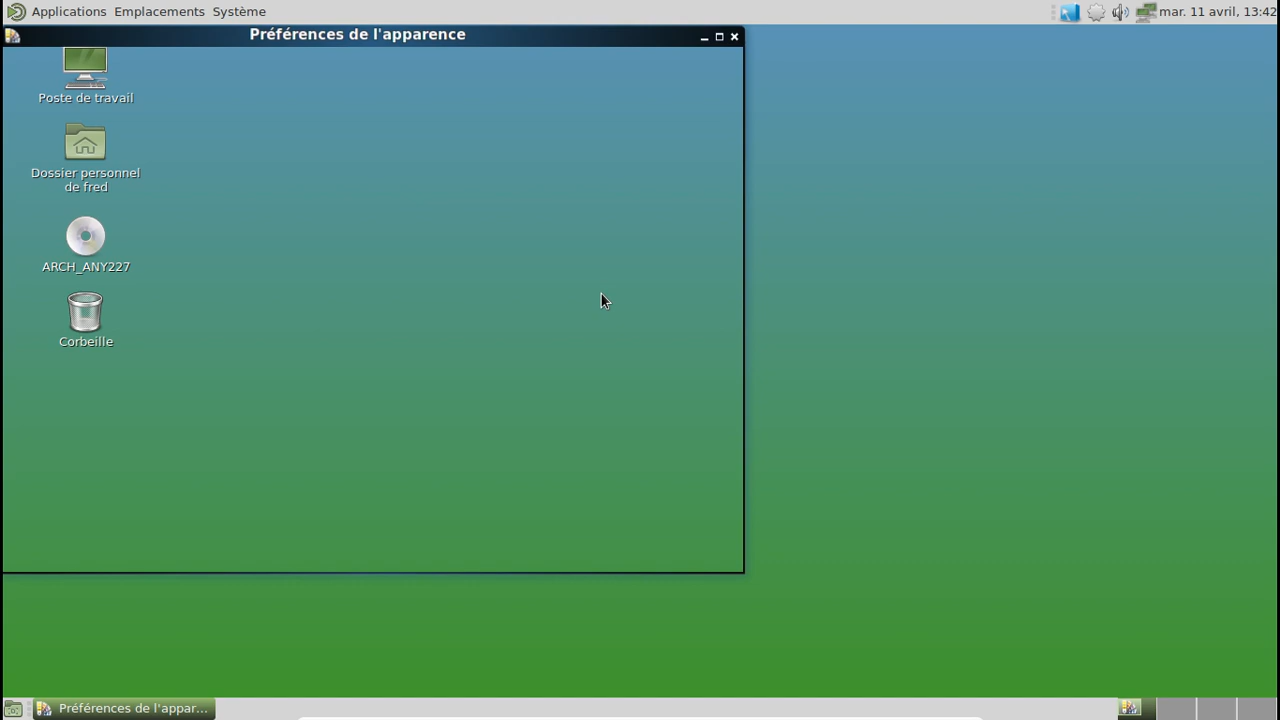 Applications Emplacements Système mar. 11 avril, 13:42
Préférences de l'apparence
Poste de travail
Dossier personnel
de fred
ARCH_ANY227
Corbeille
Préférences de l'appar...